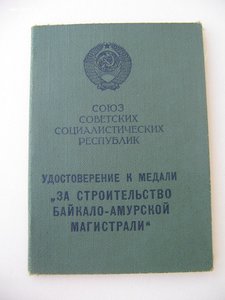 СОЮЗ
СОВЕТСКИХ
СОЦИАЛИСТИЧЕСКИХ
РЕСПУБЛИК
УДОСТОВЕРЕНИЕ К МЕДАЛИ
„ЗА СТРОИТЕЛЬСТВО
БАЙКАЛО-АМУРСКОЙ
МАГИСТРАЛИ“